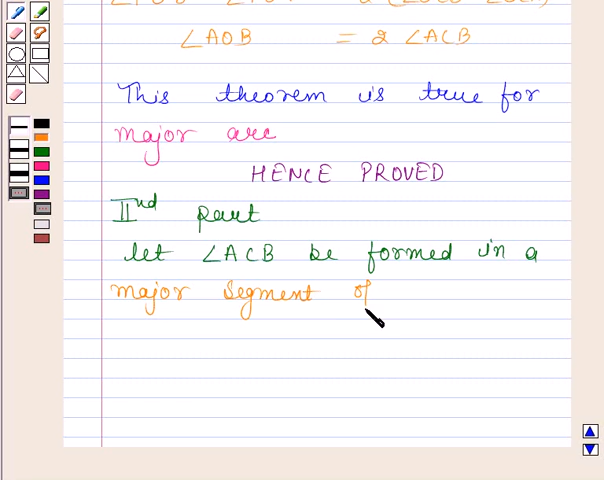 ∠AOB = 2 ∠ACB
This theorem is true for
major arc
HENCE PROVED
IInd part
let ∠ACB be formed in a
major segment of